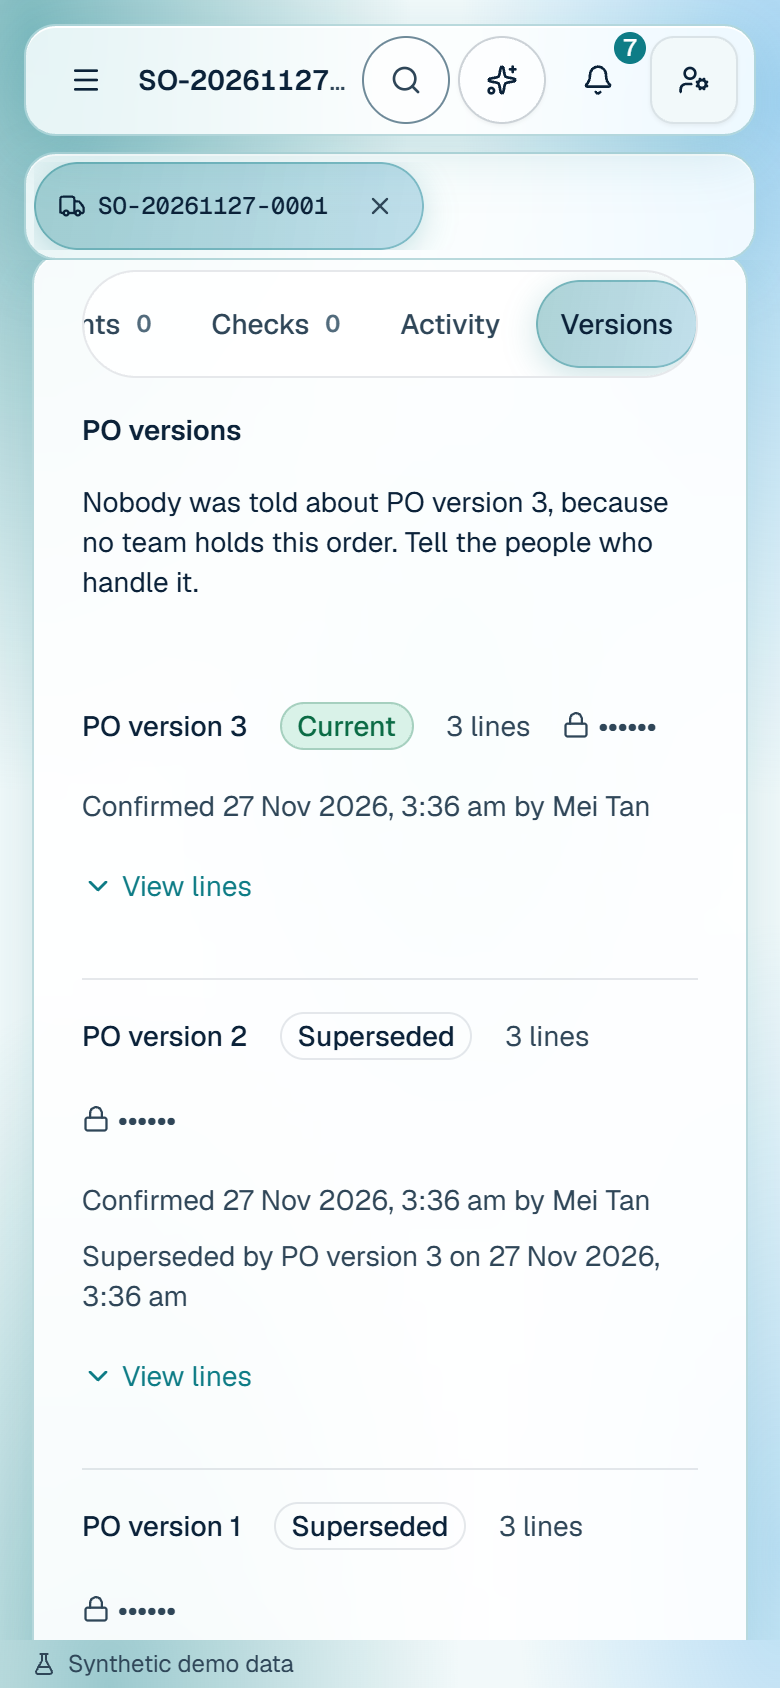 SO-20261127...
7
SO-20261127-0001
nts 0 Checks 0 Activity Versions
PO versions
Nobody was told about PO version 3, because
no team holds this order. Tell the people who
handle it.
PO version 3 Current 3 lines ••••••
Confirmed 27 Nov 2026, 3:36 am by Mei Tan
View lines
PO version 2 Superseded 3 lines
••••••
Confirmed 27 Nov 2026, 3:36 am by Mei Tan
Superseded by PO version 3 on 27 Nov 2026,
3:36 am
View lines
PO version 1 Superseded 3 lines
••••••
Synthetic demo data